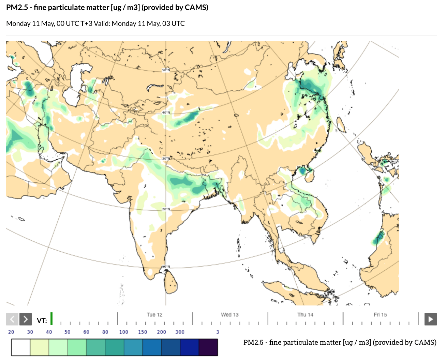 PM2.5 - fine particulate matter [ug / m3] (provided by CAMS)
Monday 11 May, 00 UTC T+3 Valid: Monday 11 May, 03 UTC
VT:
Tue 12 Wed 13 Thu 14 Fri 15
20 30 40 50 60 80 100 150 200 300 3
PM2.5 - fine particulate matter [ug / m3] (provided by CAMS)